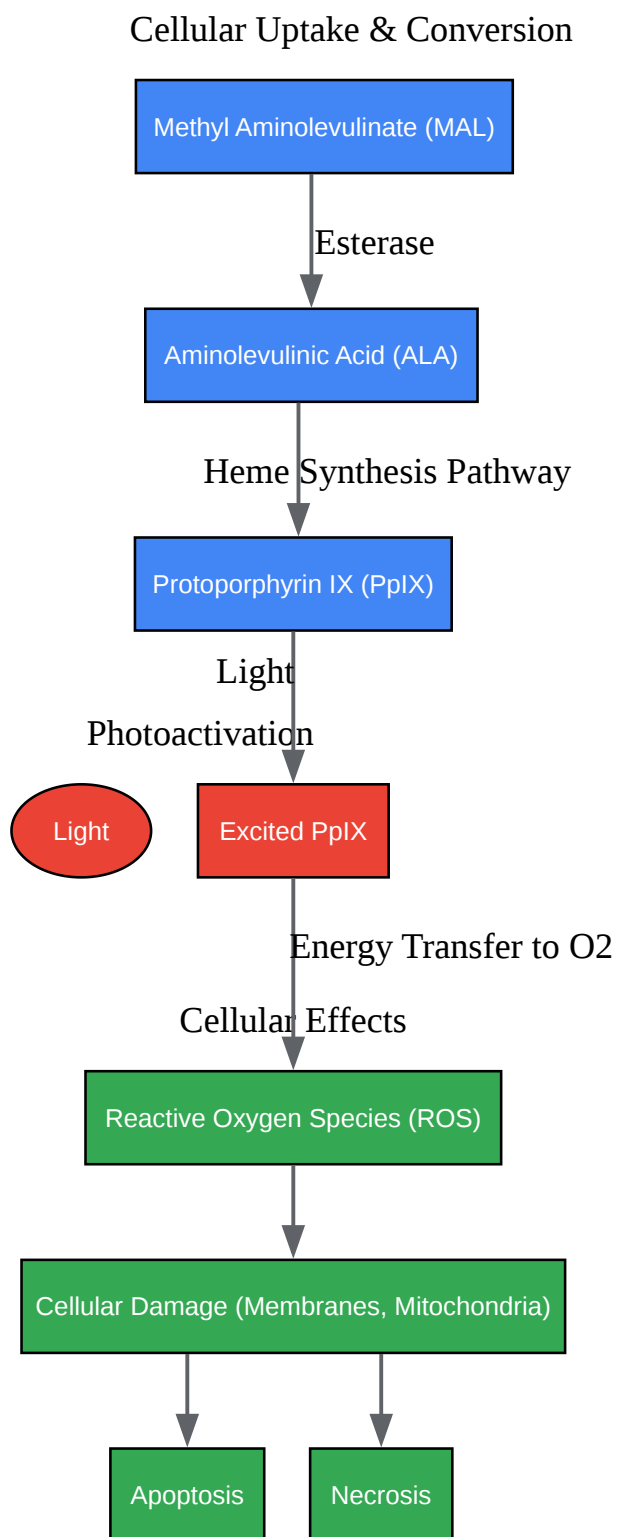 Cellular Uptake & Conversion
Methyl Aminolevulinate (MAL)
Esterase
Aminolevulinic Acid (ALA)
Heme Synthesis Pathway
Protoporphyrin IX (PpIX)
Light
Photoactivation
Light
Excited PpIX
Energy Transfer to O2
Cellular Effects
Reactive Oxygen Species (ROS)
Cellular Damage (Membranes, Mitochondria)
Apoptosis
Necrosis